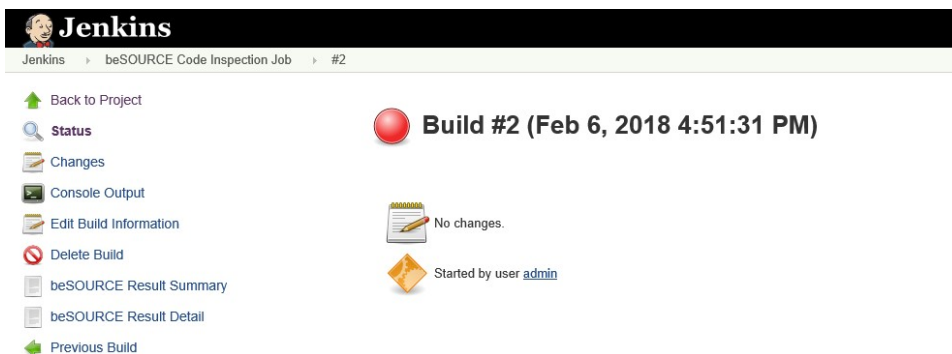 Jenkins
Jenkins beSOURCE Code Inspection Job #2
Back to Project
Status
Changes
Console Output
Edit Build Information
Delete Build
beSOURCE Result Summary
beSOURCE Result Detail
Previous Build
Build #2 (Feb 6, 2018 4:51:31 PM)
No changes.
Started by user admin